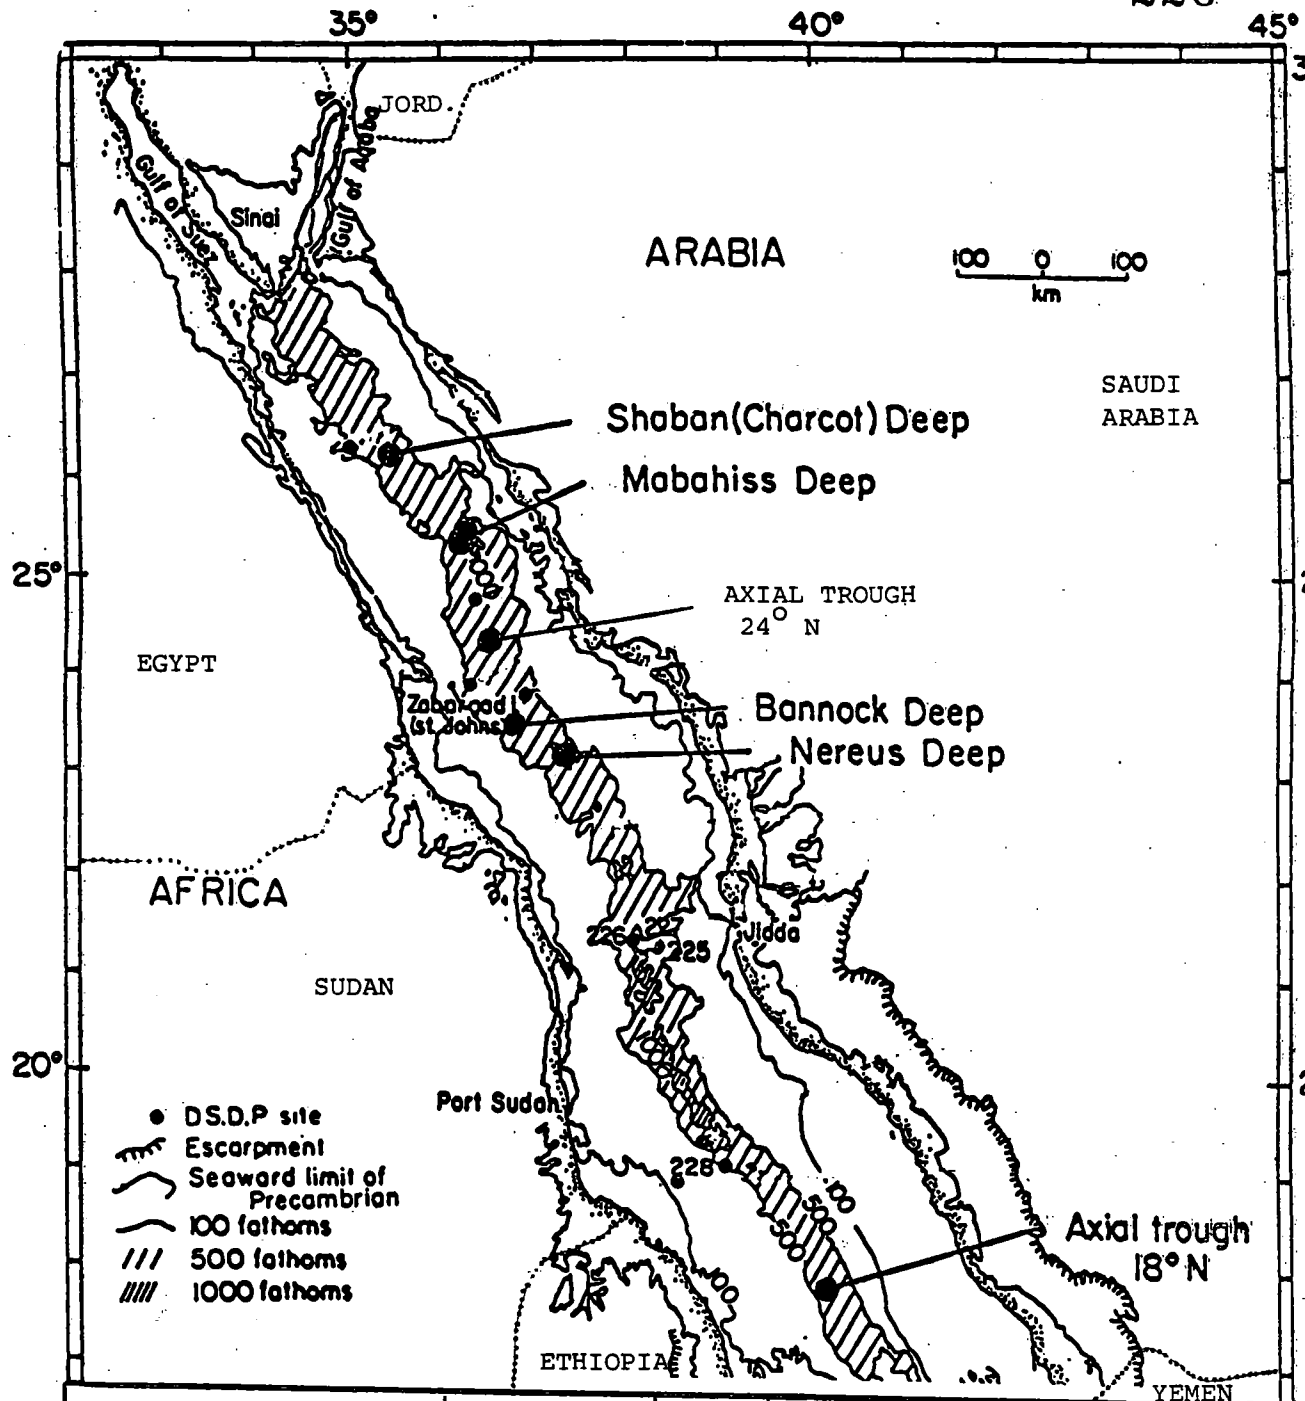 35°
40°
45°
JORD.
Gulf of Aqaba
Gulf of Suez
Sinai
ARABIA
100 0 100
km
SAUDI
ARABIA
Shaban(Charcot) Deep
Mabahiss Deep
25°
AXIAL TROUGH
24° N
EGYPT
Zabargad
(St. Johns)
Bannock Deep
Nereus Deep
AFRICA
226
227
225
Jidda
SUDAN
20°
Port Sudan
D.S.D.P site
Escarpment
Seaward limit of
Precambrian
100 fathoms
500 fathoms
1000 fathoms
228
100
500
500
Axial trough
18°N
100
ETHIOPIA
YEMEN